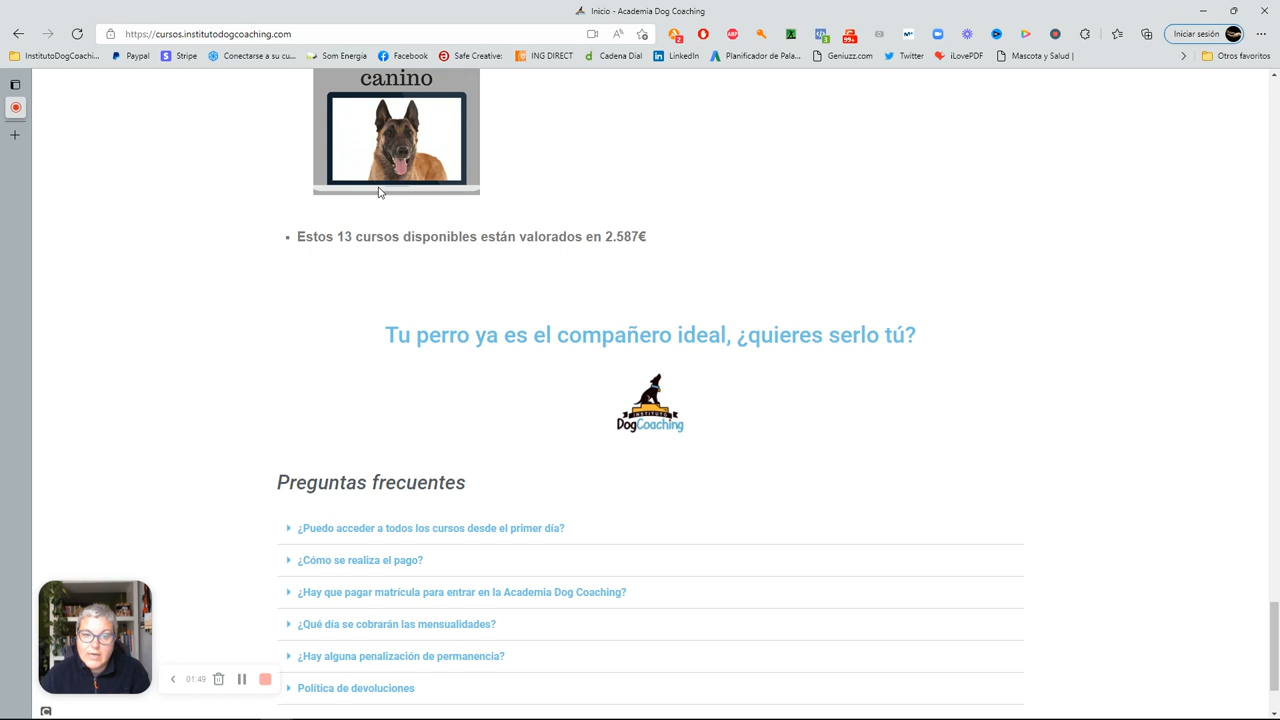 Inicio - Academia Dog Coaching
https://cursos.institutodogcoaching.com
Iniciar sesión
InstitutoDogCoachi...
Paypal:
Stripe
Conectarse a su cu...
Som Energia
Facebook
Safe Creative:
ING DIRECT
Cadena Dial
LinkedIn
Planificador de Pala...
Geniuzz.com
Twitter
iLovePDF
Mascota y Salud |
Otros favoritos
canino
Estos 13 cursos disponibles están valorados en 2.587€
Tu perro ya es el compañero ideal, ¿quieres serlo tú?
INSTITUTO
DogCoaching
Preguntas frecuentes
¿Puedo acceder a todos los cursos desde el primer día?
¿Cómo se realiza el pago?
¿Hay que pagar matrícula para entrar en la Academia Dog Coaching?
¿Qué día se cobrarán las mensualidades?
¿Hay alguna penalización de permanencia?
Política de devoluciones
01:49